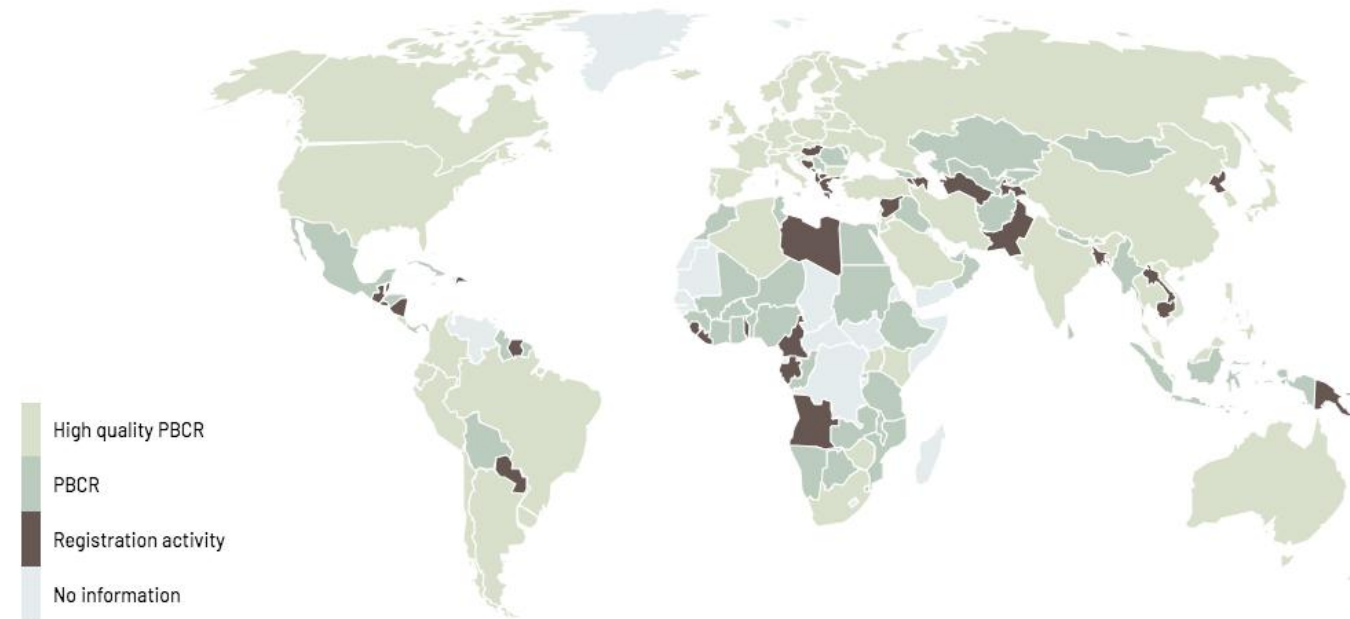 High quality PBCR
PBCR
Registration activity
No information